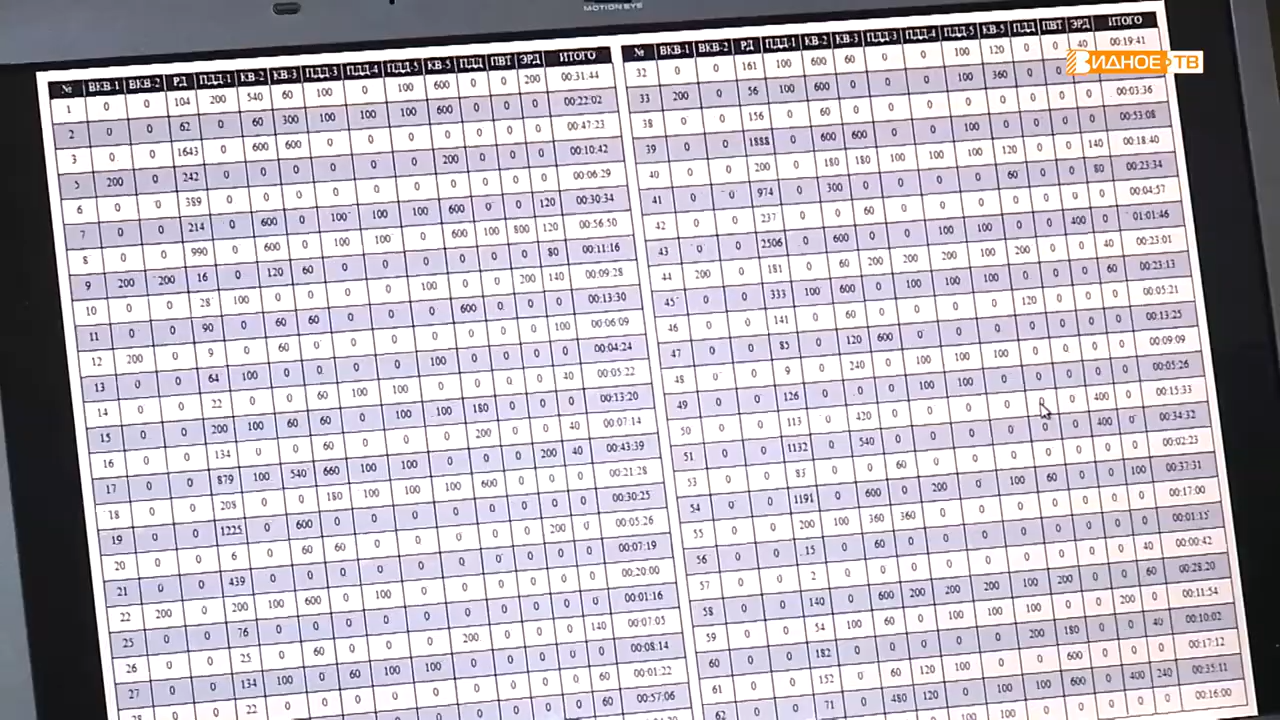 № ВКВ-1 ВКВ-2 РД ПДД-1 КВ-2 КВ-3 ПДД-3 ПДД-4 ПДД-5 КВ-5 ПДД ПВТ ЭРД ИТОГО
1 0 0 104 200 540 60 100 0 100 600 0 0 200 00:31:44
2 0 0 62 0 60 300 100 100 100 600 0 0 0 00:22:02
3 0 0 1643 0 600 600 0 0 0 0 0 0 0 00:47:23
5 200 0 242 0 0 0 0 0 0 200 0 0 0 00:10:42
6 0 0 389 0 0 0 0 0 0 0 0 0 0 00:06:29
7 0 0 214 0 600 0 100 100 100 600 0 0 120 00:30:34
8 0 0 990 0 600 0 100 100 0 600 100 800 120 00:56:50
9 200 200 16 0 120 60 0 0 0 0 0 0 80 00:11:16
10 0 0 28 100 0 0 0 0 100 0 0 200 140 00:09:28
11 0 0 90 0 60 60 0 0 0 600 0 0 0 00:13:30
12 200 0 9 0 60 0 0 0 0 0 0 0 100 00:06:09
13 0 0 64 100 0 0 0 0 100 0 0 0 0 00:04:24
14 0 0 22 0 0 60 100 100 0 0 0 0 40 00:05:22
15 0 0 200 100 60 60 0 100 100 180 0 0 0 00:13:20
16 0 0 134 0 0 60 0 0 0 200 0 0 40 00:07:14
17 0 0 879 100 540 660 100 100 0 0 0 200 40 00:43:39
18 0 0 208 0 0 180 100 100 100 600 0 0 0 00:21:28
19 0 0 1225 0 600 0 0 0 0 0 0 0 0 00:30:25
20 0 0 6 0 60 60 0 0 0 0 0 200 0 00:05:26
21 0 0 439 0 0 0 0 0 0 0 0 0 0 00:07:19
22 200 0 200 100 600 0 100 0 0 0 0 0 0 00:20:00
25 0 0 76 0 0 0 0 0 0 0 0 0 0 00:01:16
26 0 0 25 0 60 0 0 0 200 0 0 0 140 00:07:05
27 0 0 134 100 0 60 100 100 0 0 0 0 0 00:08:14
28 0 0 22 0 0 0 0 0 0 0 0 0 60 00:01:22
00:57:06
№ ВКВ-1 ВКВ-2 РД ПДД-1 КВ-2 КВ-3 ПДД-3 ПДД-4 ПДД-5 КВ-5 ПДД ПВТ ЭРД ИТОГО
32 0 0 161 100 600 60 0 0 100 120 0 0 40 00:19:41
33 200 0 56 100 600 0 0 0 100 360 0
38 0 0 156 0 60 0 0 0 0 0 0 0 0 00:03:36
39 0 0 1888 0 600 600 0 0 100 0 0 0 0 00:53:08
40 0 0 200 0 180 180 100 100 100 120 0 0 140 00:18:40
41 0 0 974 0 300 0 0 0 0 0 60 0 80 00:23:34
42 0 0 237 0 0 60 0 0 0 0 0 0 0 00:04:57
43 0 0 2506 0 600 0 0 100 100 0 0 400 0 01:01:46
44 200 0 181 0 60 200 200 200 100 200 0 0 40 00:23:01
45 0 0 333 100 600 0 100 100 100 0 0 0 60 00:23:13
46 0 0 141 0 60 0 0 0 0 120 0 0 0 00:05:21
47 0 0 85 0 120 600 0 0 0 0 0 0 0 00:13:25
48 0 0 9 0 240 0 100 100 100 0 0 0 0 00:09:09
49 0 0 126 0 0 0 100 100 0 0 0 0 0 00:05:26
50 0 0 113 0 420 0 0 0 0 0 0 400 0 00:15:33
51 0 0 1132 0 540 0 0 0 0 0 0 400 0 00:34:32
53 0 0 83 0 0 60 0 0 0 0 0 0 0 00:02:23
54 0 0 1191 0 600 0 200 0 100 60 0 0 100 00:37:31
55 0 0 200 100 360 360 0 0 0 0 0 0 0 00:17:00
56 0 0 15 0 60 0 0 0 0 0 0 0 0 00:01:15
57 0 0 2 0 0 0 0 0 0 0 0 0 40 00:00:42
58 0 0 140 0 600 200 200 200 100 200 0 0 60 00:28:20
59 0 0 54 100 60 0 100 100 100 0 0 200 0 00:11:54
60 0 0 182 0 0 0 0 0 200 180 0 0 40 00:10:02
61 0 0 152 0 60 120 100 0 0 600 0 0 0 00:17:12
62 0 0 71 0 480 120 0 100 100 600 0 400 240 00:35:11
100 100 0 0 0 00:16:00
ВИДНОЕ ТВ
MOTION EYE